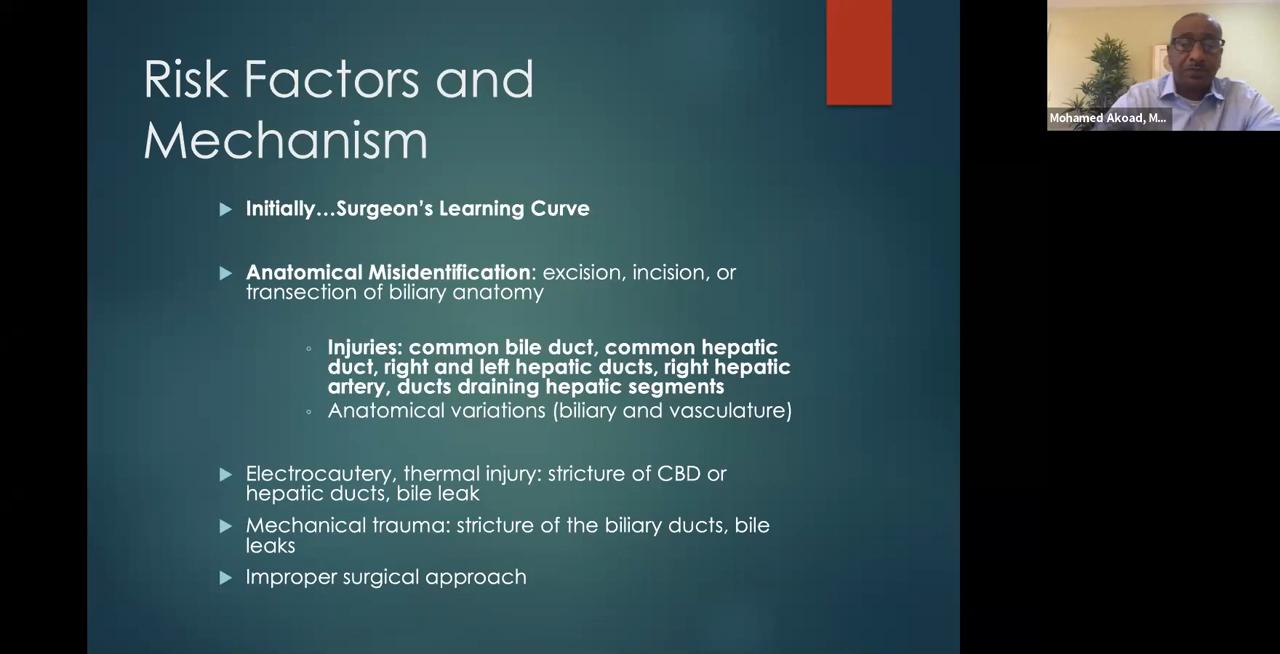 Risk Factors and
Mechanism
Initially…Surgeon's Learning Curve
Anatomical Misidentification: excision, incision, or
transection of biliary anatomy
Injuries: common bile duct, common hepatic
duct, right and left hepatic ducts, right hepatic
artery, ducts draining hepatic segments
Anatomical variations (biliary and vasculature)
Electrocautery, thermal injury: stricture of CBD or
hepatic ducts, bile leak
Mechanical trauma: stricture of the biliary ducts, bile
leaks
Improper surgical approach
Mohamed Akoad, M...